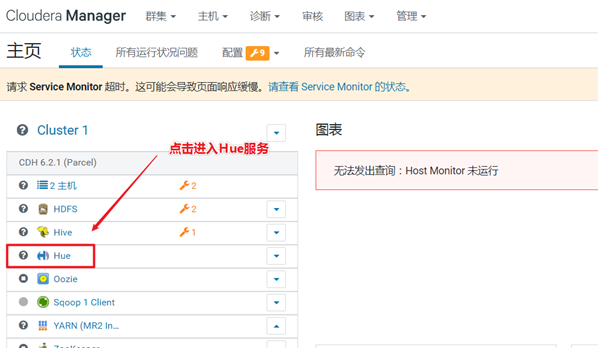 Cloudera Manager 群集 主机 诊断 审核 图表 管理
主页 状态 所有运行状况问题 配置 9 所有最新命令
请求 Service Monitor 超时。这可能会导致页面响应缓慢。请查看 Service Monitor 的状态。
Cluster 1
图表
点击进入Hue服务
CDH 6.2.1 (Parcel)
无法发出查询：Host Monitor 未运行
2 主机 2
HDFS 2
Hive 1
Hue
Oozie
Sqoop 1 Client
YARN (MR2 In...